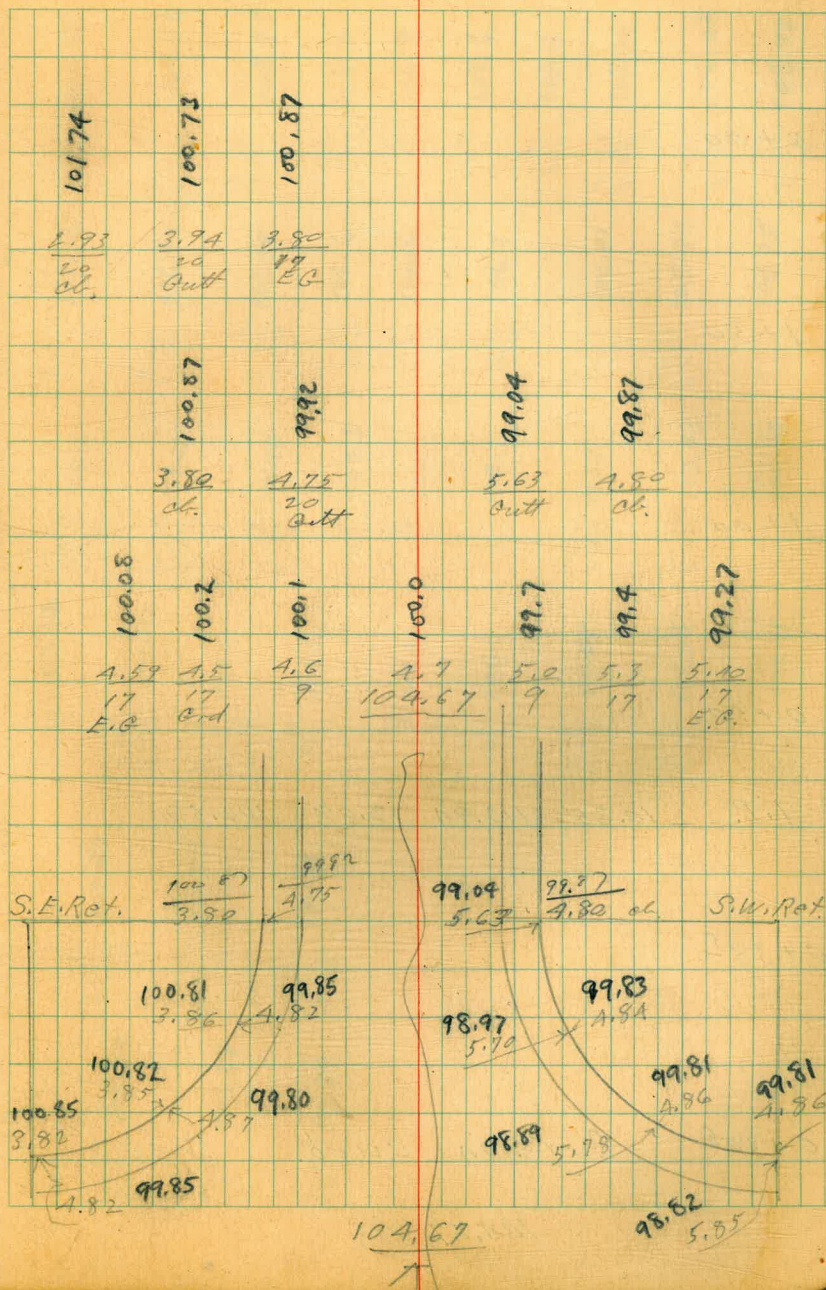 101.74 100.73 100.87
2.93 3.94 3.80
20 20 17
cb. Gutt EG
100.87 99.92 99.04 99.87
3.80 4.75 5.63 4.80
cb. 20 Gutt cb.
Gutt
100.08 100.2 100.1 100.0 99.7 99.4 99.27
4.59 4.5 4.6 4.7 5.0 5.3 5.40
17 17 9 104.67 9 17 17
E.G. Grd E.G.
100.87 99.92 99.04 99.87
S.E.Ret. 3.80 4.75 5.63 4.80 cb S.W.Ret.
100.81 99.85 99.83
3.86 4.82 98.97 4.84
5.70
100.82 99.81 99.81
3.85 99.80 4.86 4.86
100.85 4.87
3.82 98.89 5.78
4.82 99.85 98.82
104.67 5.85